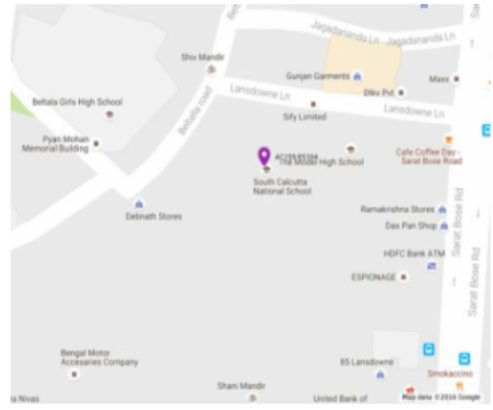 Jagadananda Ln
Jagadananda Ln
Shiv Mandir
Gunjan Garments
Maxx
Lansdowne Ln
Lansdowne Ln
Beltala Girls High School
Beltalla road
Sify Limited
Pyari Mohan
Memorial Building
The Model High School
Cafe Coffee Day -
Sarat Bose Road
South Calcutta
National School
Debnath Stores
Ramakrishna Stores
Das Pan Shop
Sarat Bose Rd
HDFC Bank ATM
ESPIONAGE
Sarat Bose Rd
Bengal Motor
Accesaries Company
85 Lansdowne
Smokaccino
Shani Mandir
United Bank of
Map data ©2016 Google